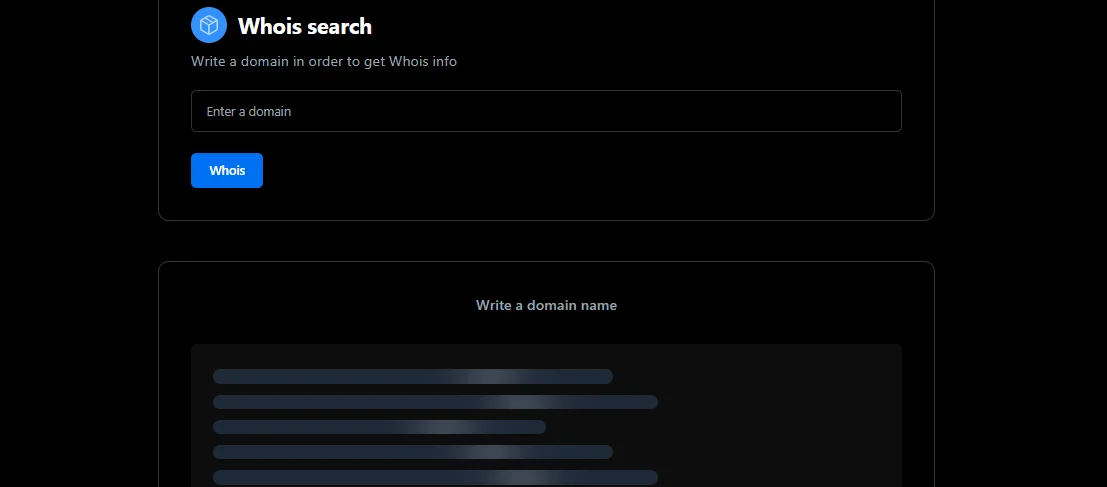 Whois search
Write a domain in order to get Whois info
Enter a domain
Whois
Write a domain name